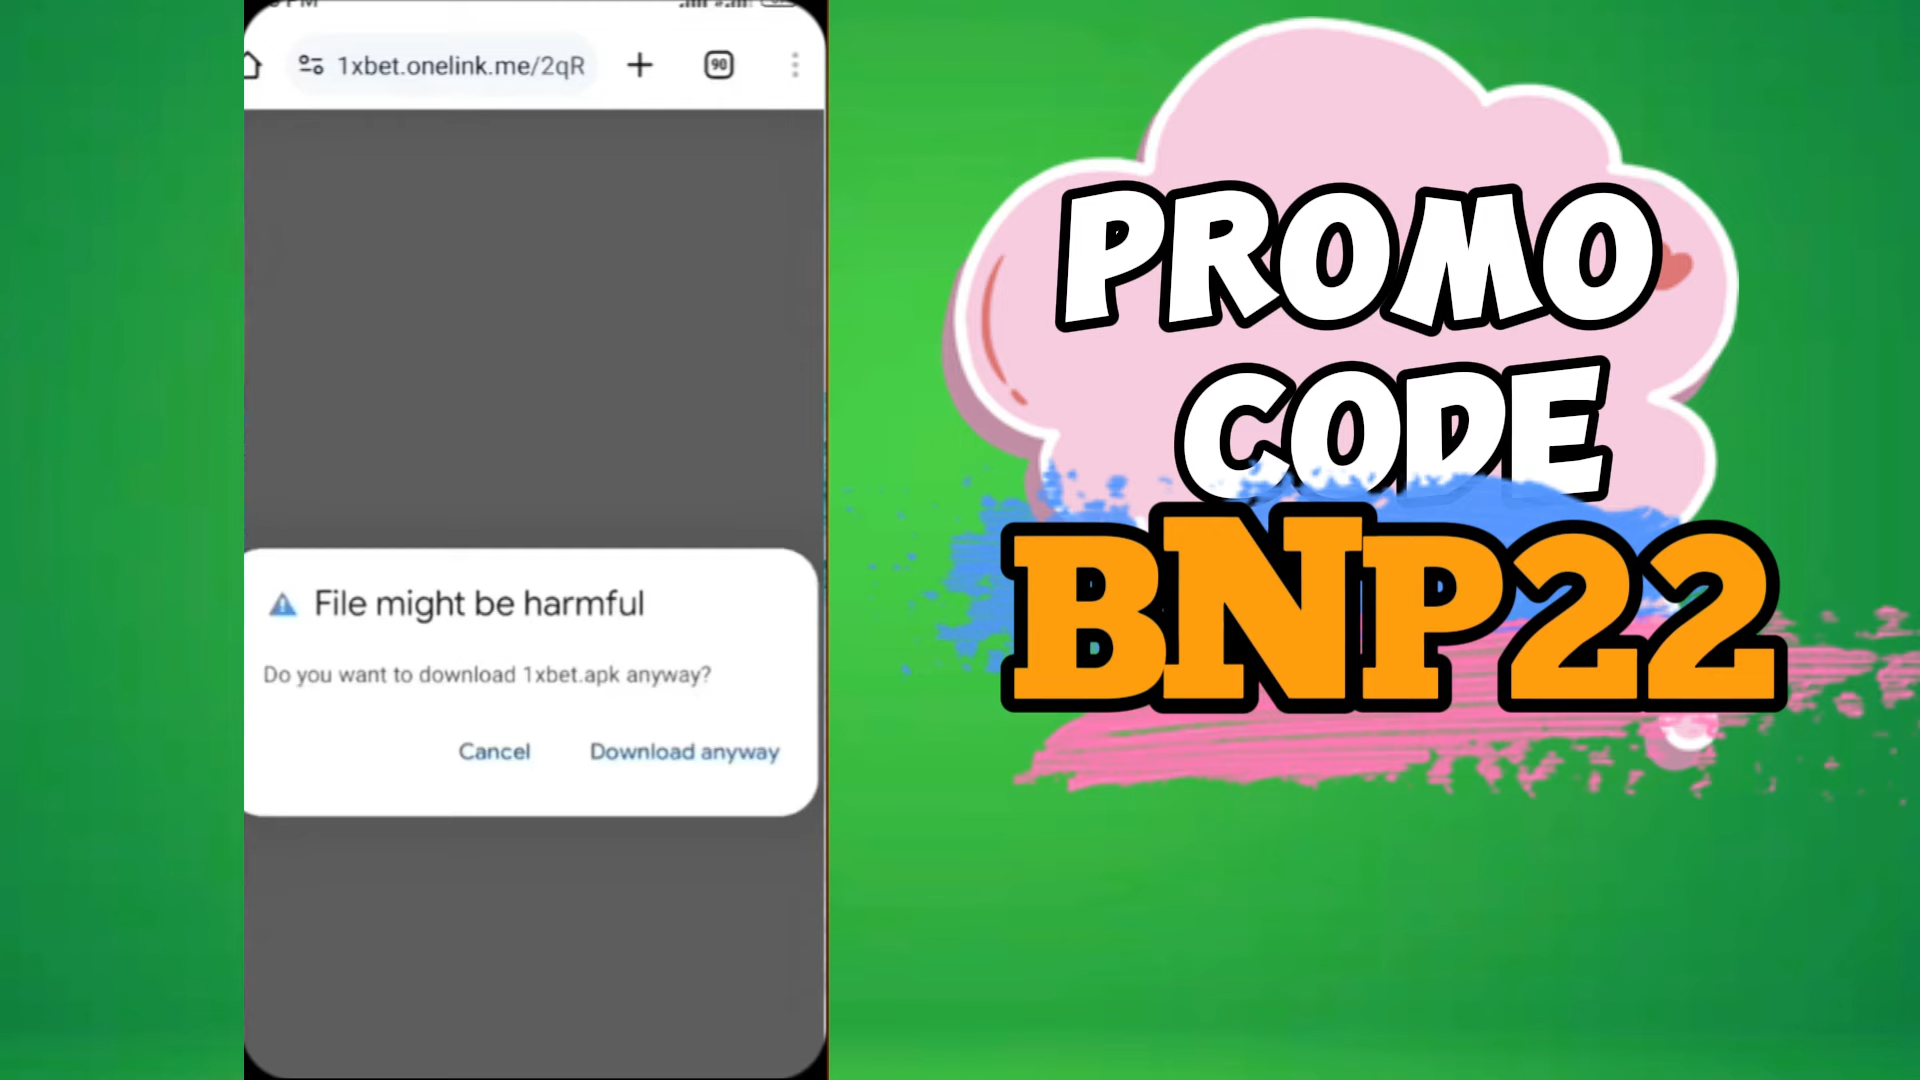 1xbet.onelink.me/2qR
90
File might be harmful
Do you want to download 1xbet.apk anyway?
Cancel
Download anyway
PROMO
CODE
BNP22